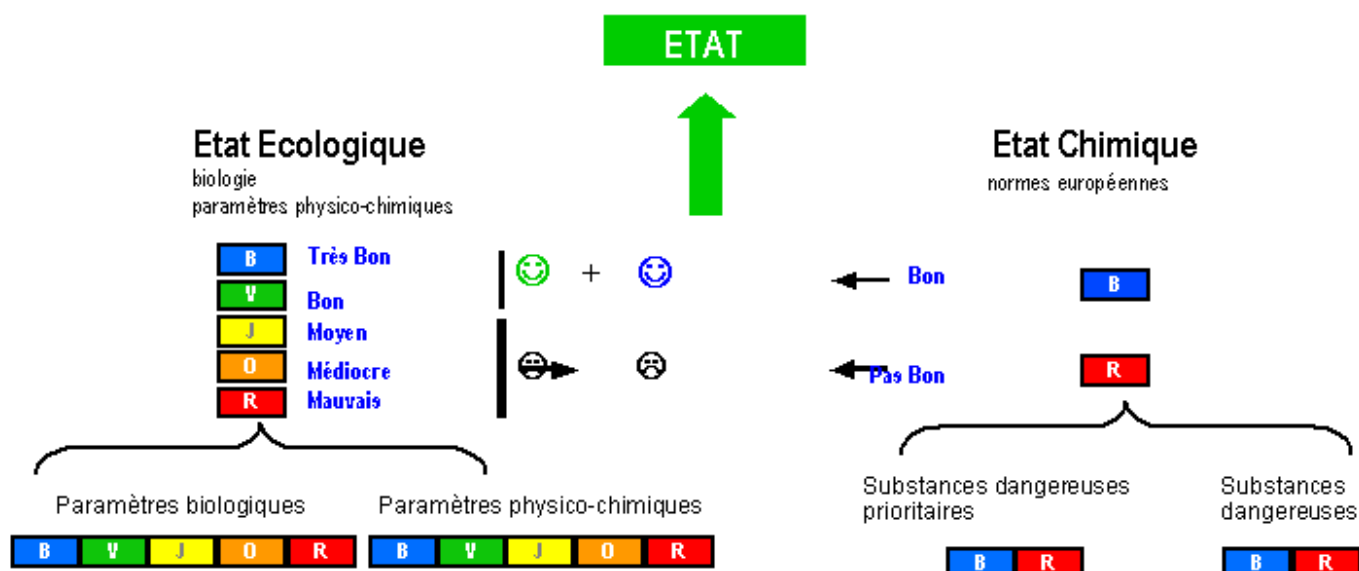 ETAT
Etat Ecologique
biologie
paramètres physico-chimiques
B Très Bon
V Bon
J Moyen
O Médiocre
R Mauvais
+
Etat Chimique
normes européennes
Bon B
Pas Bon R
Paramètres biologiques
B V J O R
Paramètres physico-chimiques
B V J O R
Substances dangereuses
prioritaires
B R
Substances
dangereuses
B R